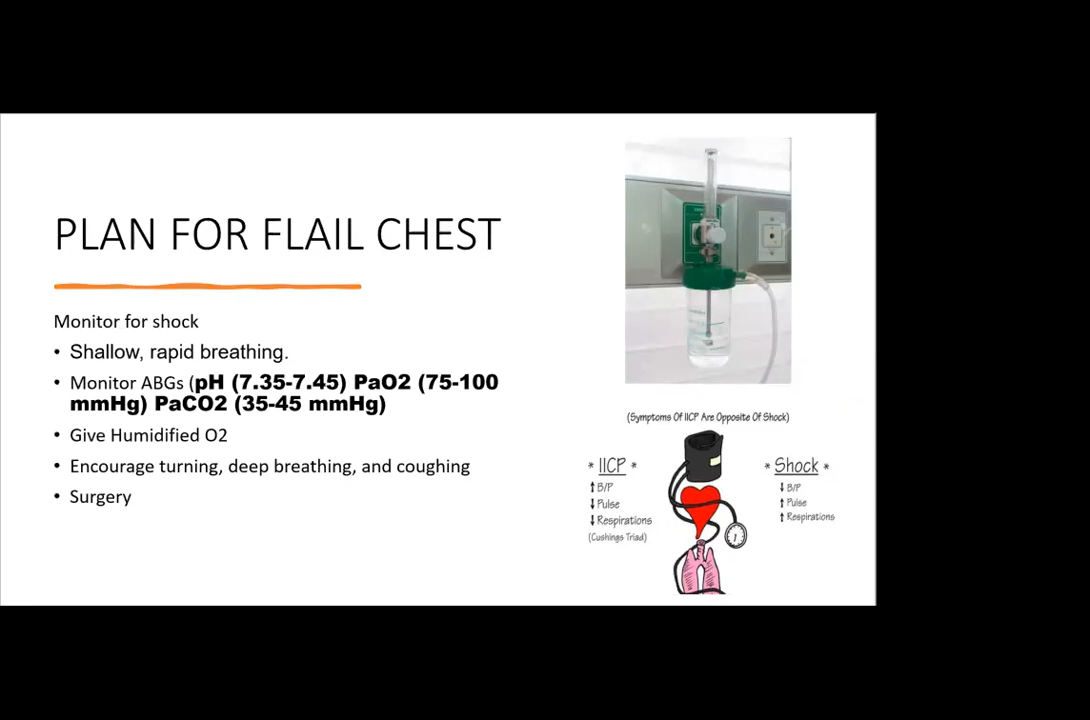 PLAN FOR FLAIL CHEST
Monitor for shock
• Shallow, rapid breathing.
• Monitor ABGs (pH (7.35-7.45) PaO2 (75-100
mmHg) PaCO2 (35-45 mmHg)
• Give Humidified O2
• Encourage turning, deep breathing, and coughing
• Surgery
(Symptoms Of IICP Are Opposite Of Shock)
* IICP *
↑ B/P
↓ Pulse
↓ Respirations
(Cushings Triad)
* Shock *
↓ B/P
↑ Pulse
↑ Respirations